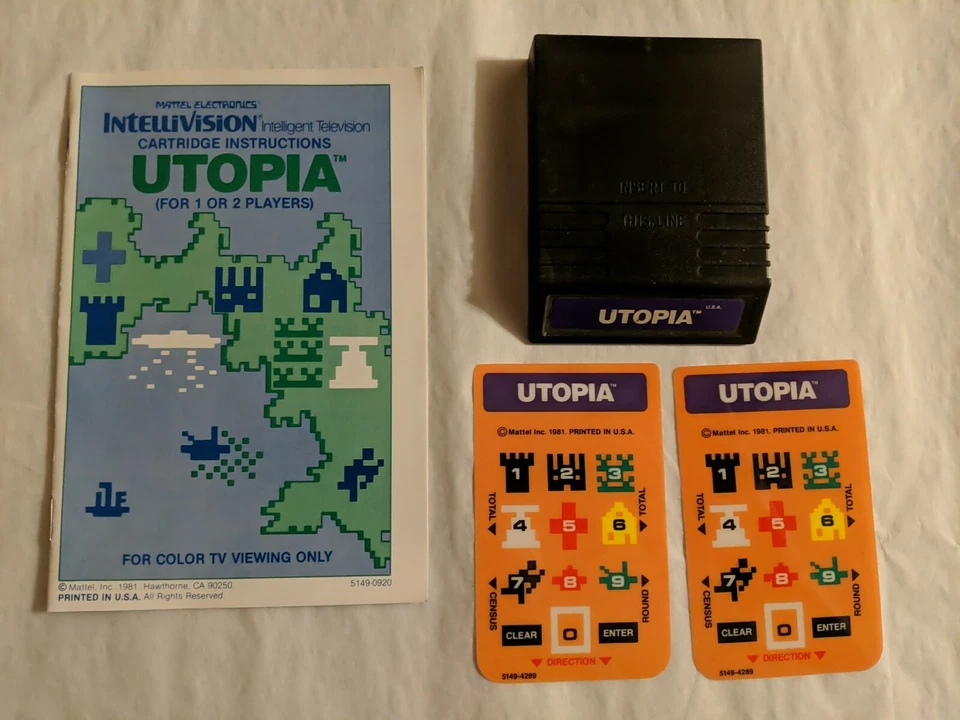 MATTEL ELECTRONICS®
INTELLIVISION® Intelligent Television
CARTRIDGE INSTRUCTIONS
UTOPIA™
(FOR 1 OR 2 PLAYERS)
FOR COLOR TV VIEWING ONLY
© Mattel, Inc. 1981. Hawthorne, CA 90250.
5149-0920
PRINTED IN U.S.A. All Rights Reserved
INSERT TO
THIS LINE
UTOPIA™
U.S.A.
UTOPIA™
© Mattel Inc. 1981. PRINTED IN U.S.A.
1 2 3
TOTAL
4 5 6
TOTAL
7 8 9
CENSUS
ROUND
CLEAR 0 ENTER
DIRECTION
5149-4289
UTOPIA™
© Mattel Inc. 1981. PRINTED IN U.S.A.
1 2 3
TOTAL
4 5 6
TOTAL
7 8 9
CENSUS
ROUND
CLEAR 0 ENTER
DIRECTION
5149-4289